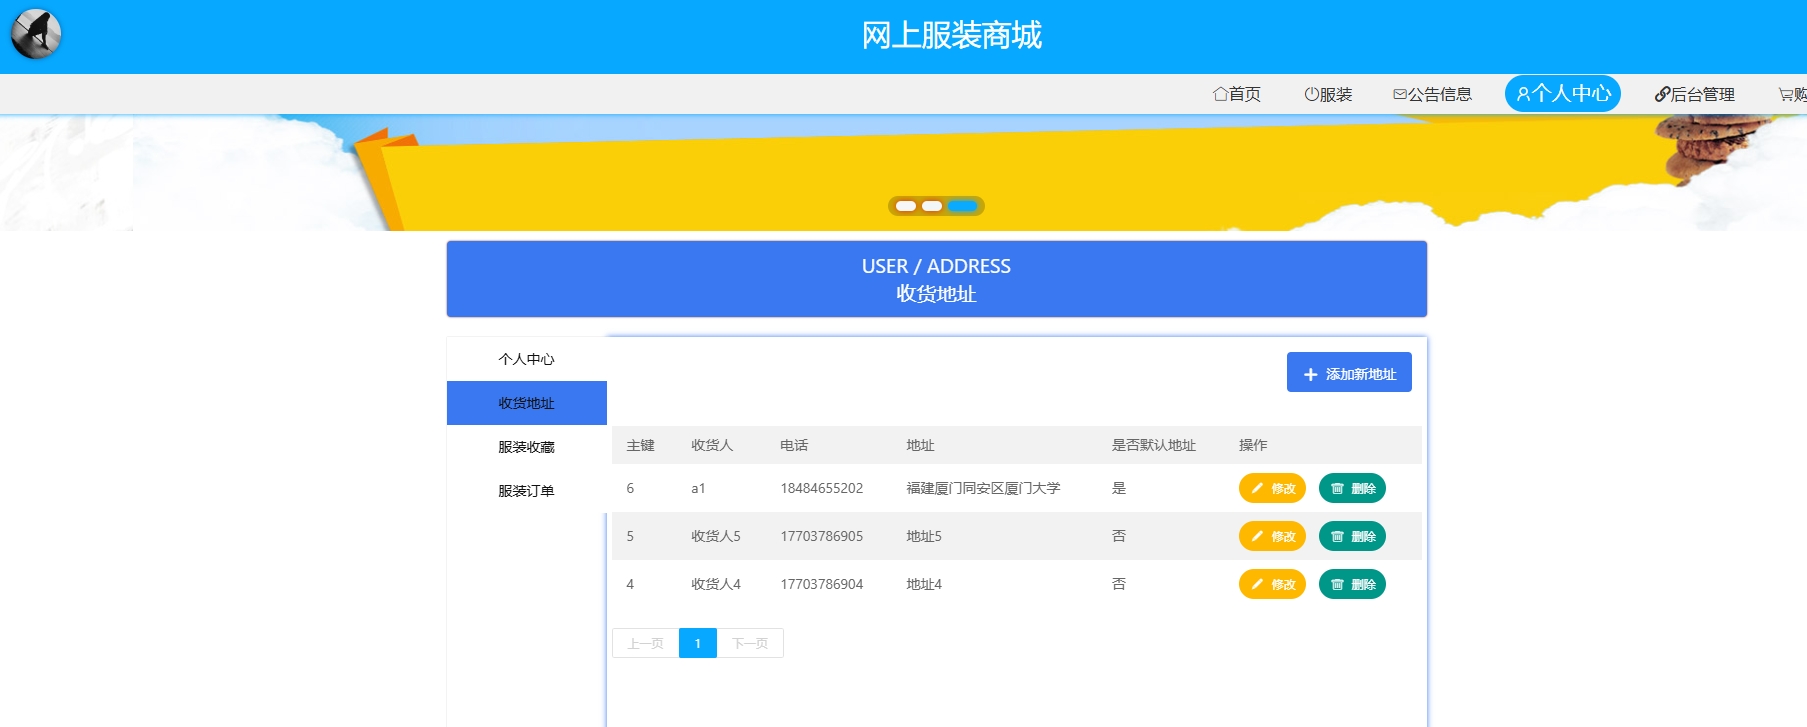 网上服装商城
首页 服装 公告信息 个人中心 后台管理 购
USER / ADDRESS
收货地址
个人中心
收货地址
服装收藏
服装订单
添加新地址
主键 收货人 电话 地址 是否默认地址 操作
6 a1 18484655202 福建厦门同安区厦门大学 是 修改 删除
5 收货人5 17703786905 地址5 否 修改 删除
4 收货人4 17703786904 地址4 否 修改 删除
上一页 1 下一页